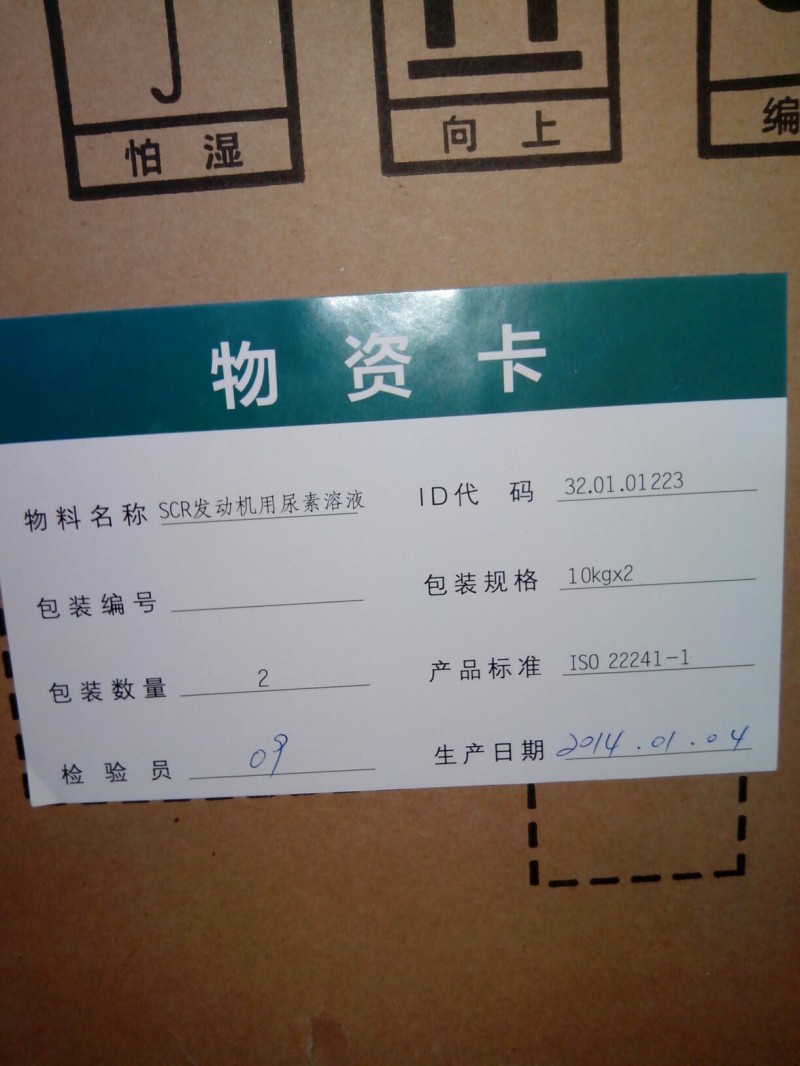 怕湿
向上
编
物资卡
物料名称 SCR发动机用尿素溶液 ID代码 32.01.01223
包装编号 包装规格 10kgx2
包装数量 2 产品标准 ISO 22241-1
检验员 09 生产日期 2014.01.04